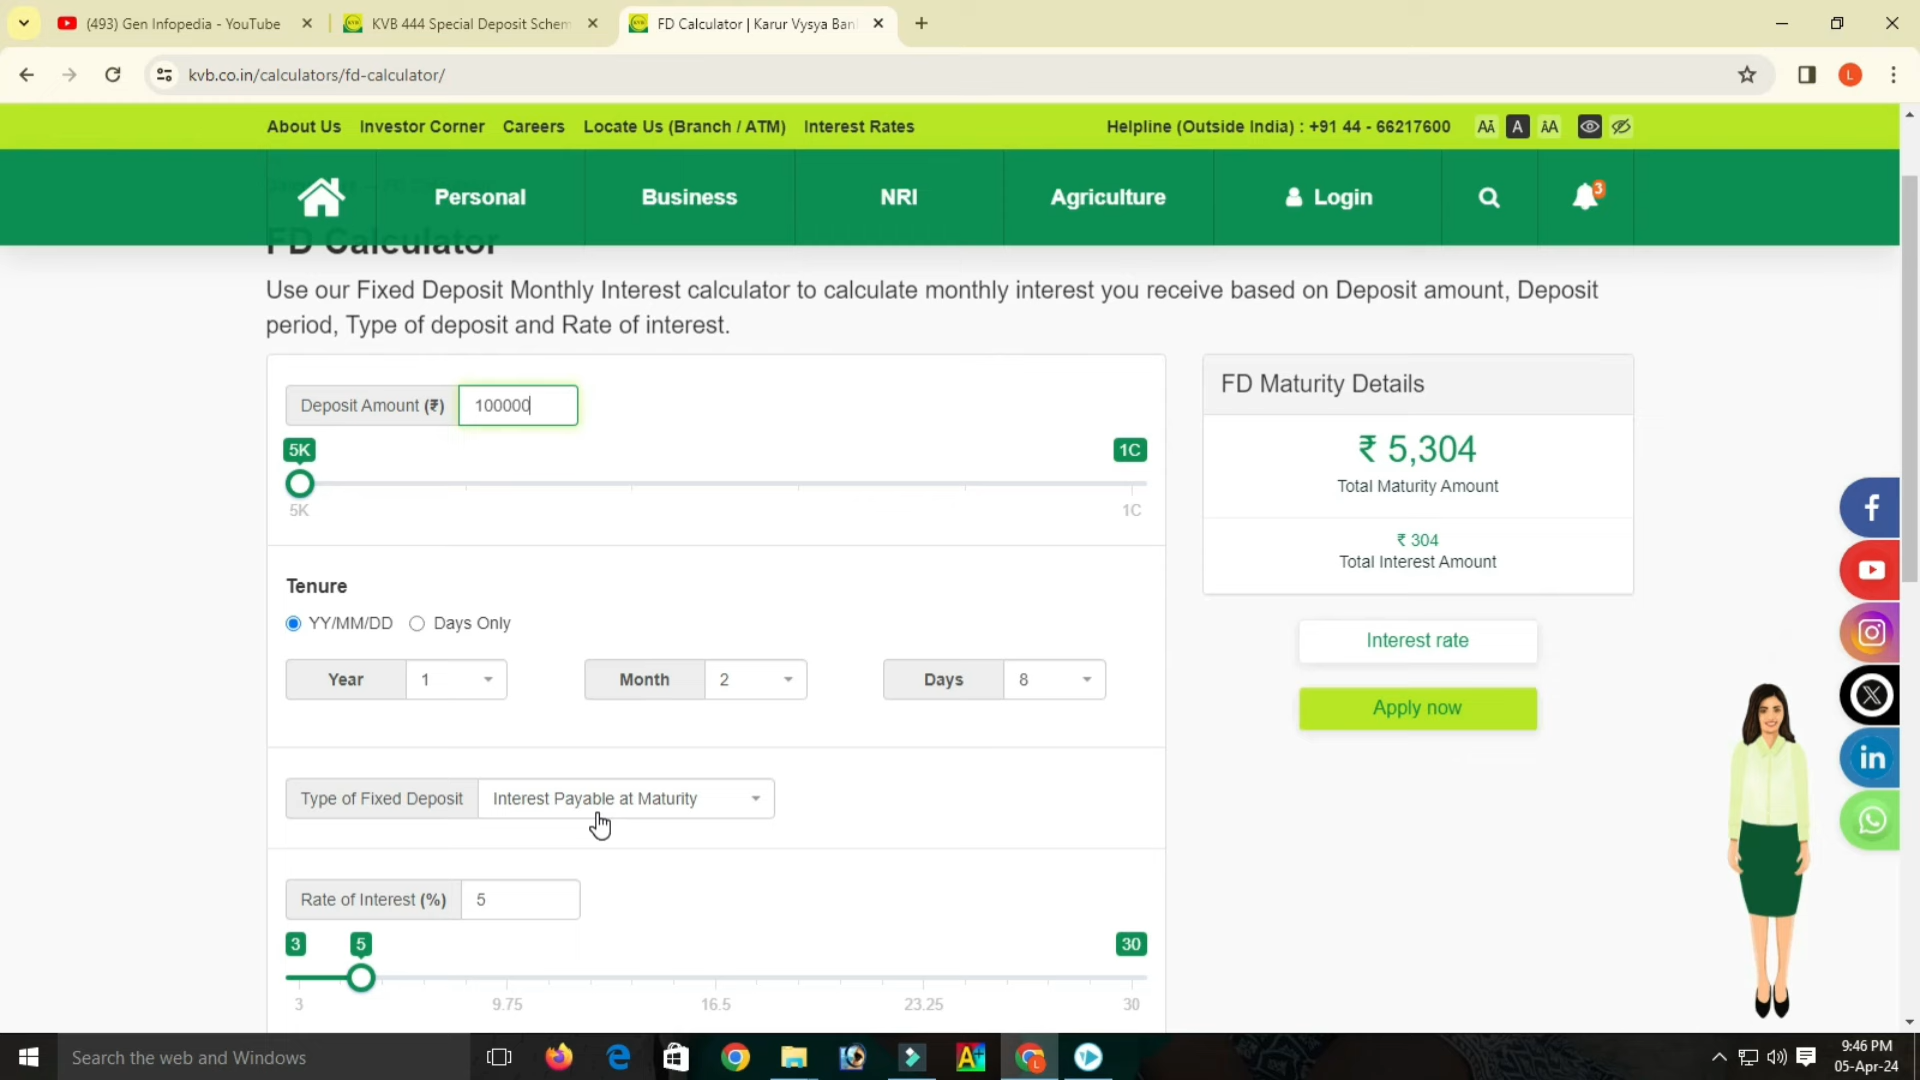 (493) Gen Infopedia - YouTube
KVB 444 Special Deposit Schem
FD Calculator | Karur Vysya Ban
kvb.co.in/calculators/fd-calculator/
L
About Us Investor Corner Careers Locate Us (Branch / ATM) Interest Rates Helpline (Outside India) : +91 44 - 66217600 AA A AA
Personal Business NRI Agriculture Login 3
FD Calculator
Use our Fixed Deposit Monthly Interest calculator to calculate monthly interest you receive based on Deposit amount, Deposit
period, Type of deposit and Rate of interest.
Deposit Amount (₹) 100000
5K 1C
5K 1C
Tenure
YY/MM/DD Days Only
Year 1 Month 2 Days 8
Type of Fixed Deposit Interest Payable at Maturity
Rate of Interest (%) 5
3 5 30
3 9.75 16.5 23.25 30
FD Maturity Details
₹ 5,304
Total Maturity Amount
₹ 304
Total Interest Amount
Interest rate
Apply now
f
X
in
Search the web and Windows
9:46 PM
05-Apr-24